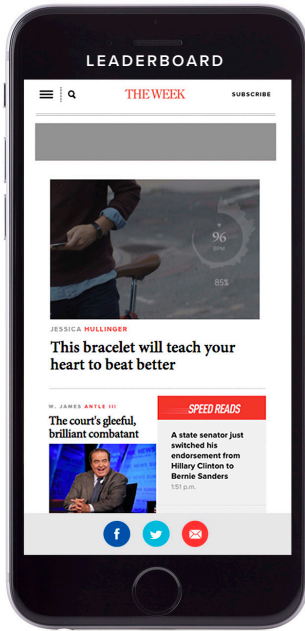 LEADERBOARD
THE WEEK
SUBSCRIBE
96
BPM
85%
JESSICA HULLINGER
This bracelet will teach your
heart to beat better
W. JAMES ANTLE III
The court's gleeful,
brilliant combatant
SPEED READS
A state senator just
switched his
endorsement from
Hillary Clinton to
Bernie Sanders
1:51 p.m.